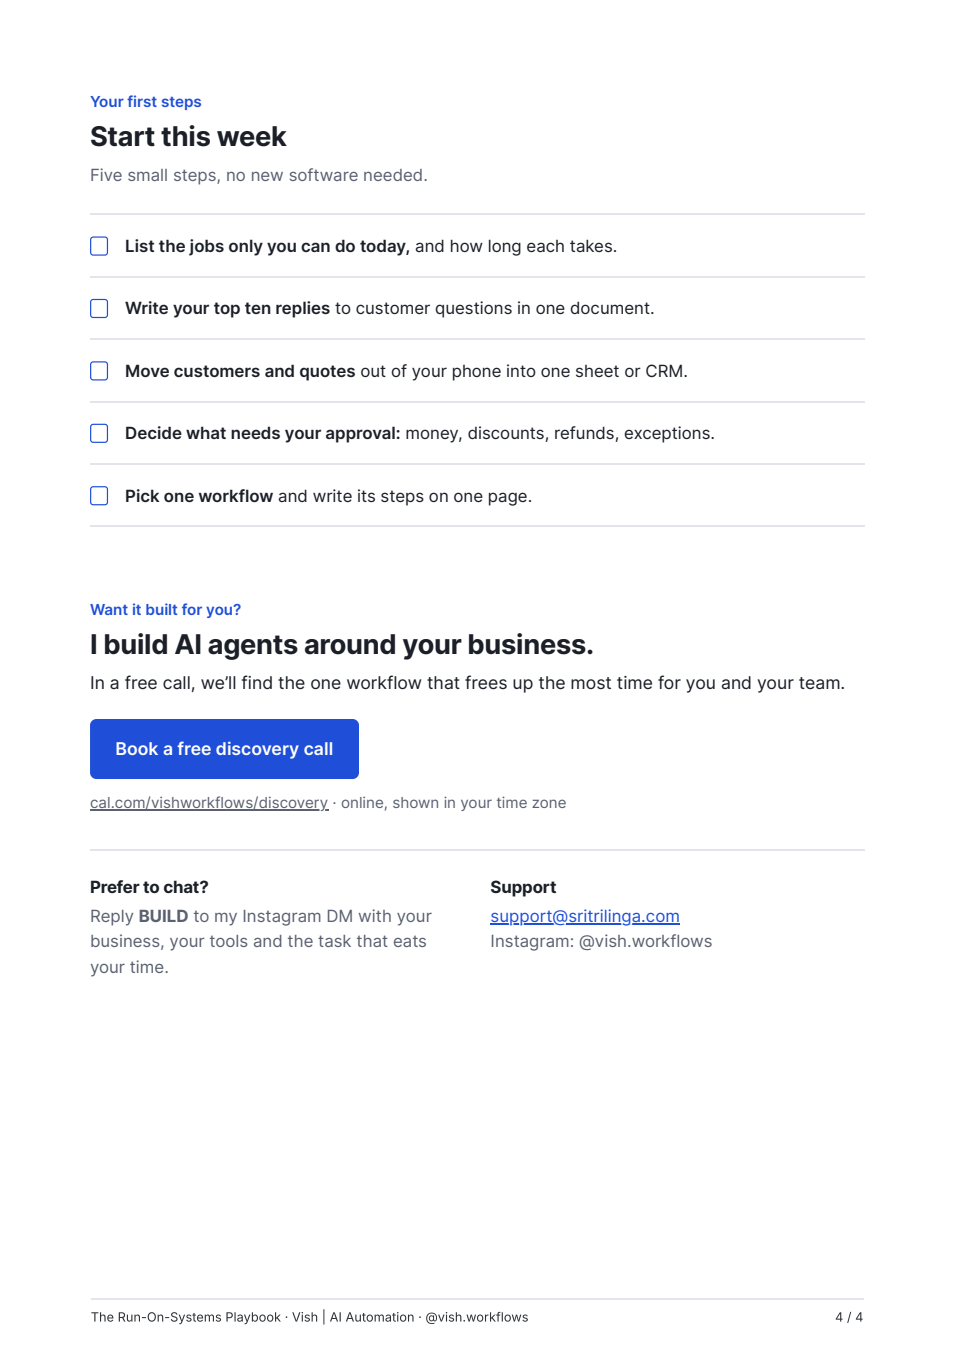 Your first steps
Start this week
Five small steps, no new software needed.
List the jobs only you can do today, and how long each takes.
Write your top ten replies to customer questions in one document.
Move customers and quotes out of your phone into one sheet or CRM.
Decide what needs your approval: money, discounts, refunds, exceptions.
Pick one workflow and write its steps on one page.
Want it built for you?
I build AI agents around your business.
In a free call, we’ll find the one workflow that frees up the most time for you and your team.
Book a free discovery call
cal.com/vishworkflows/discovery · online, shown in your time zone
Prefer to chat?
Reply BUILD to my Instagram DM with your
business, your tools and the task that eats
your time.
Support
support@sritrilinga.com
Instagram: @vish.workflows
The Run-On-Systems Playbook · Vish | AI Automation · @vish.workflows
4 / 4